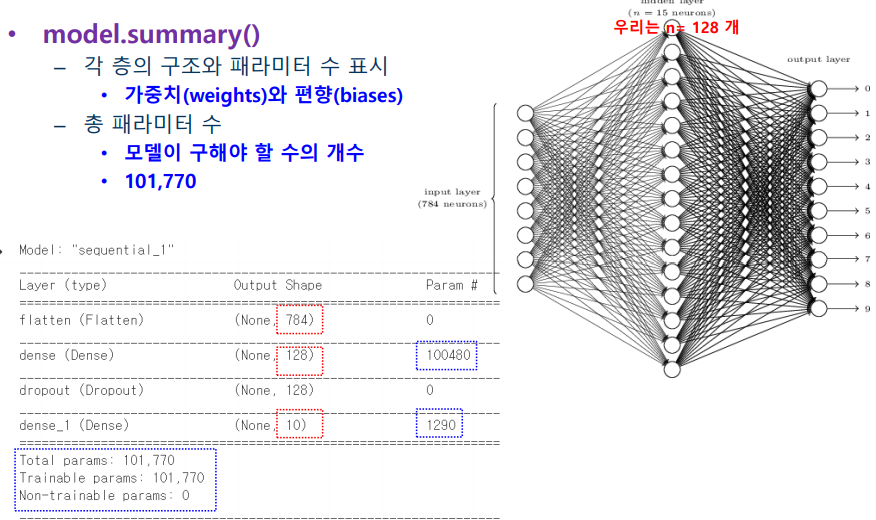 • model.summary()
– 각 층의 구조와 패라미터 수 표시
• 가중치(weights)와 편향(biases)
– 총 패라미터 수
• 모델이 구해야 할 수의 개수
• 101,770
hidden layer
(n = 15 neurons)
우리는 n= 128 개
output layer
input layer
(784 neurons)
0
1
2
3
4
5
6
7
8
9
Model: "sequential_1"
Layer (type) Output Shape Param #
flatten (Flatten) (None, 784) 0
dense (Dense) (None, 128) 100480
dropout (Dropout) (None, 128) 0
dense_1 (Dense) (None, 10) 1290
Total params: 101,770
Trainable params: 101,770
Non-trainable params: 0